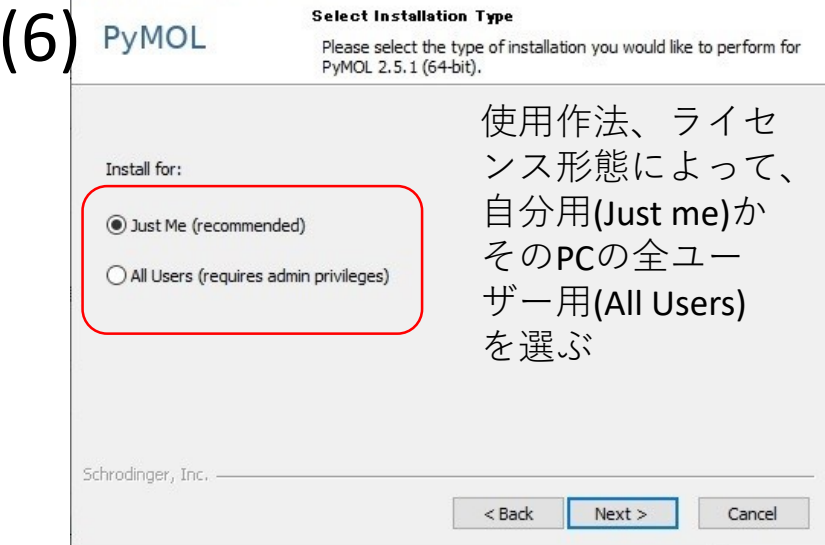 (6)
PyMOL
Select Installation Type
Please select the type of installation you would like to perform for
PyMOL 2.5.1 (64-bit).
使用作法、ライセ
ンス形態によって、
自分用(Just me)か
そのPCの全ユー
ザー用(All Users)
を選ぶ
Install for:
Just Me (recommended)
All Users (requires admin privileges)
Schrodinger, Inc.
< Back
Next >
Cancel